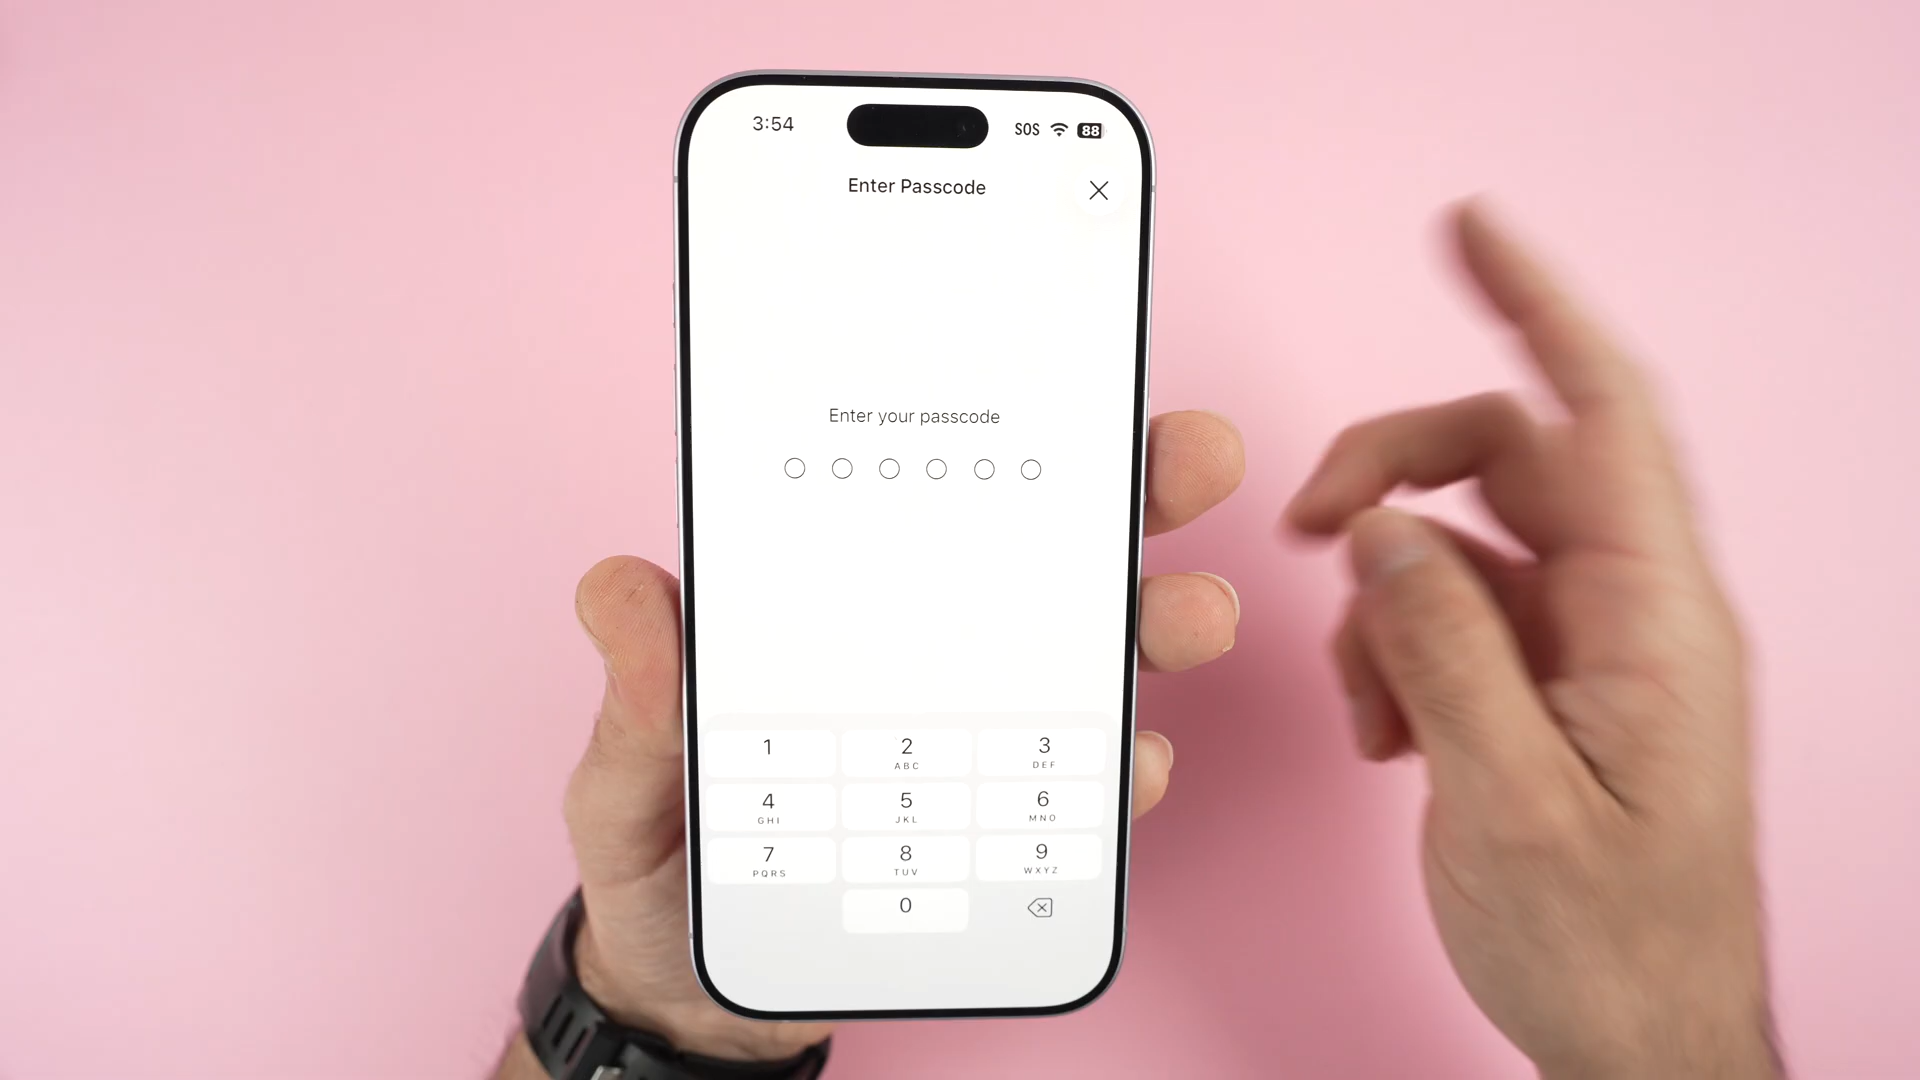 3:54
SOS 88
Enter Passcode
Enter your passcode
1 2 3
ABC DEF
4 5 6
GHI JKL MNO
7 8 9
PQRS TUV WXYZ
0